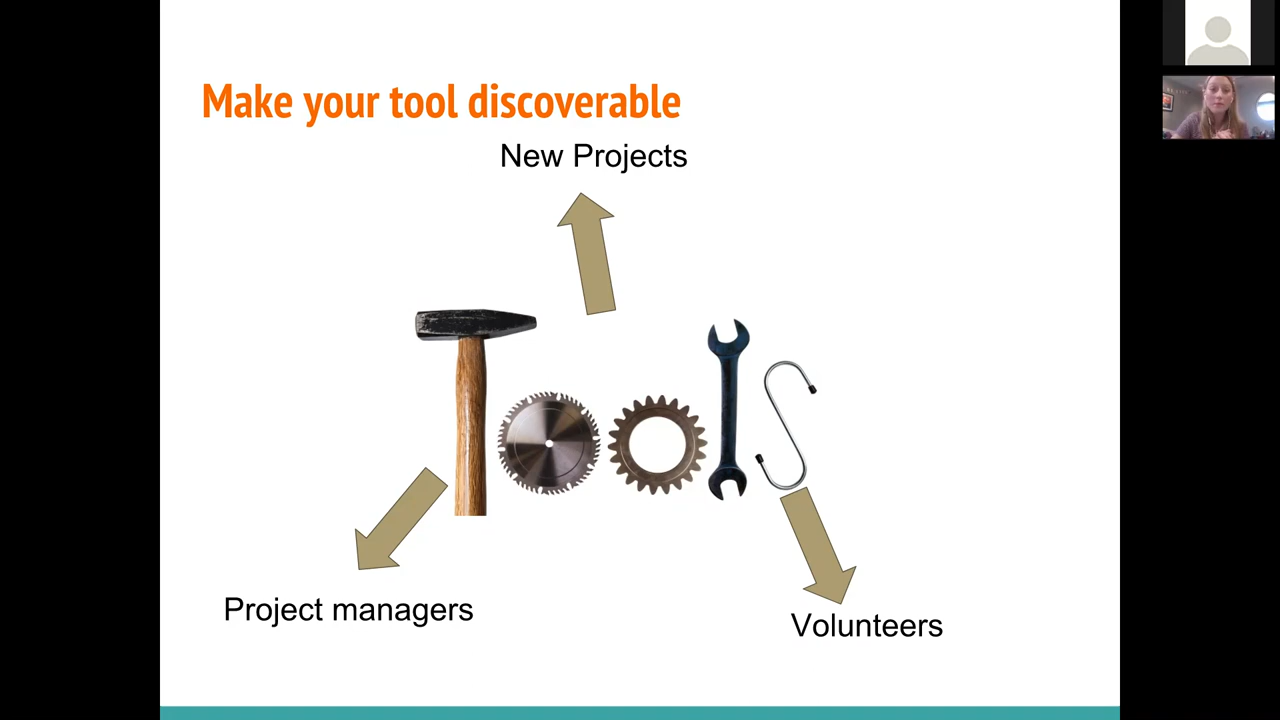 Make your tool discoverable
New Projects
Tools
Project managers
Volunteers